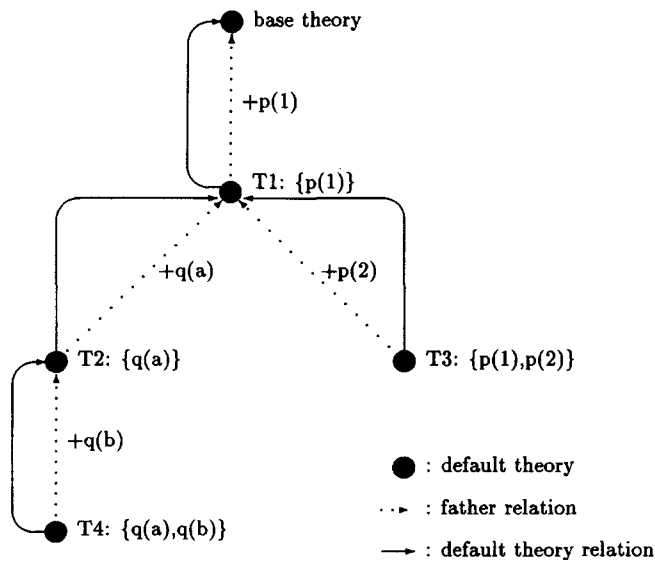 base theory
+p(1)
T1: {p(1)}
+q(a)
+p(2)
T2: {q(a)}
T3: {p(1),p(2)}
+q(b)
T4: {q(a),q(b)}
: default theory
: father relation
: default theory relation